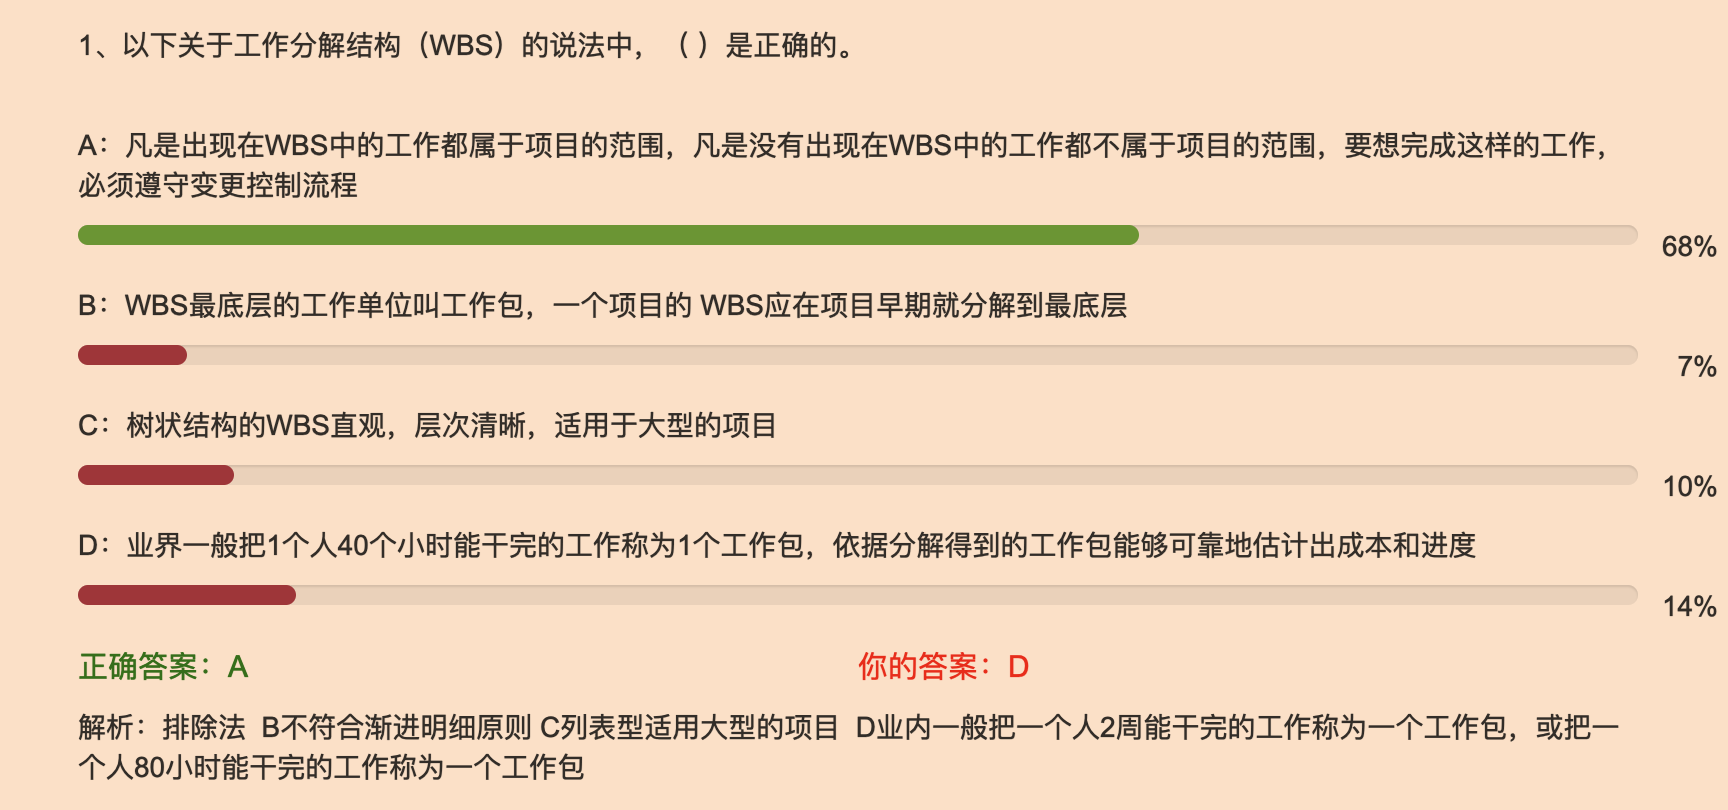 1、以下关于工作分解结构（WBS）的说法中，（ ）是正确的。
A：凡是出现在WBS中的工作都属于项目的范围，凡是没有出现在WBS中的工作都不属于项目的范围，要想完成这样的工作，
必须遵守变更控制流程
68%
B：WBS最底层的工作单位叫工作包，一个项目的 WBS应在项目早期就分解到最底层
7%
C：树状结构的WBS直观，层次清晰，适用于大型的项目
10%
D：业界一般把1个人40个小时能干完的工作称为1个工作包，依据分解得到的工作包能够可靠地估计出成本和进度
14%
正确答案：A 你的答案：D
解析：排除法 B不符合渐进明细原则 C列表型适用大型的项目 D业内一般把一个人2周能干完的工作称为一个工作包，或把一
个人80小时能干完的工作称为一个工作包